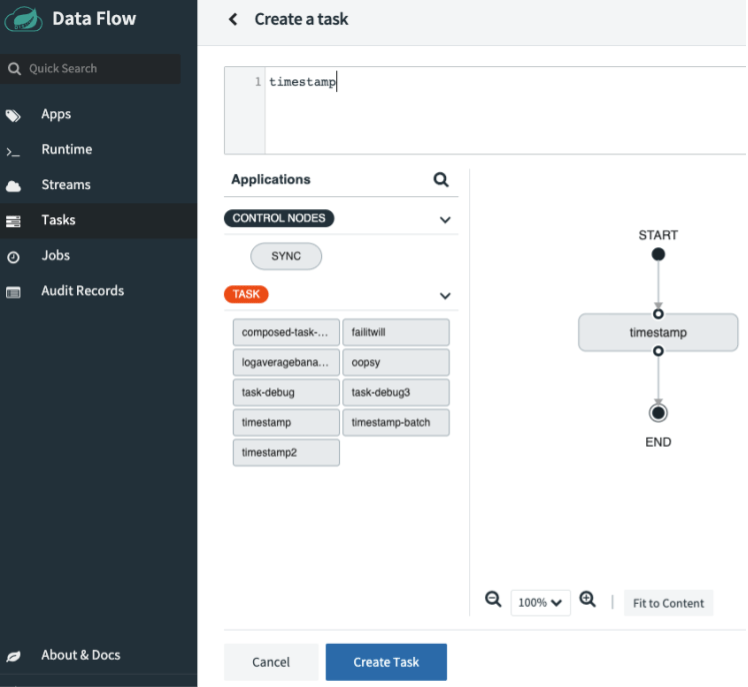 Data Flow
Quick Search
Apps
Runtime
Streams
Tasks
Jobs
Audit Records
About & Docs
Create a task
1 timestamp
Applications
CONTROL NODES
SYNC
TASK
composed-task-... failitwill
logaveragebana... oopsy
task-debug task-debug3
timestamp timestamp-batch
timestamp2
START
timestamp
END
100% Fit to Content
Cancel Create Task